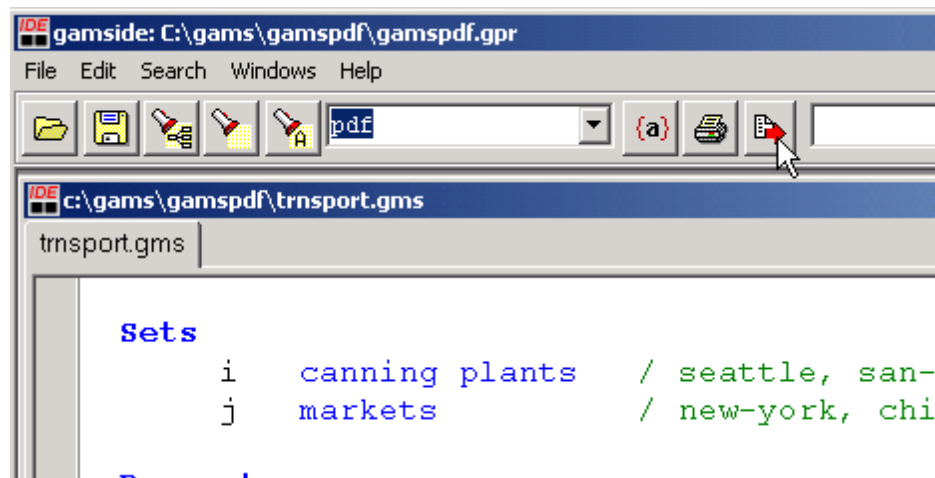 IDE gamside: C:\gams\gamspdf\gamspdf.gpr
File Edit Search Windows Help
A pdf {a}
IDE c:\gams\gamspdf\trnsport.gms
trnsport.gms
Sets
i canning plants / seattle, san-
j markets / new-york, chi